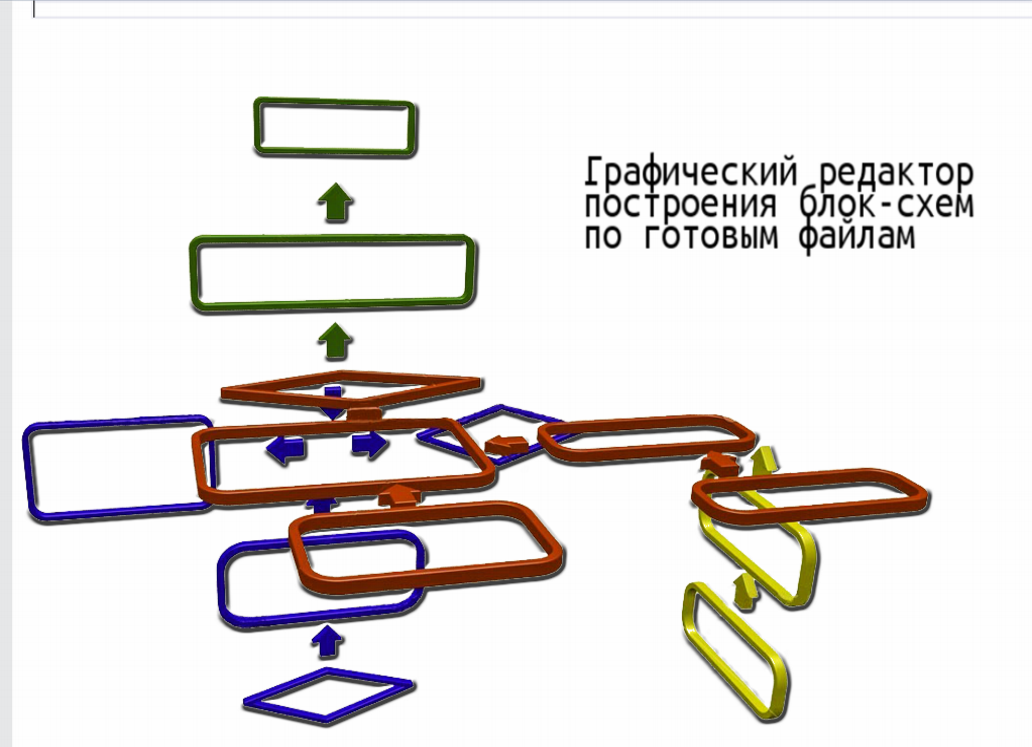 Графический редактор
построения блок-схем
по готовым файлам